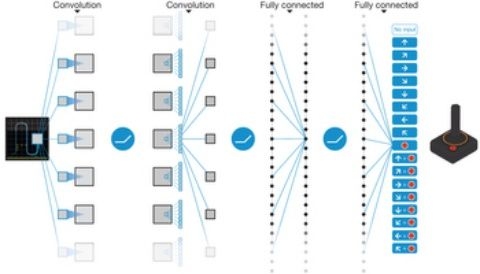 Convolution
Convolution
Fully connected
Fully connected
No input